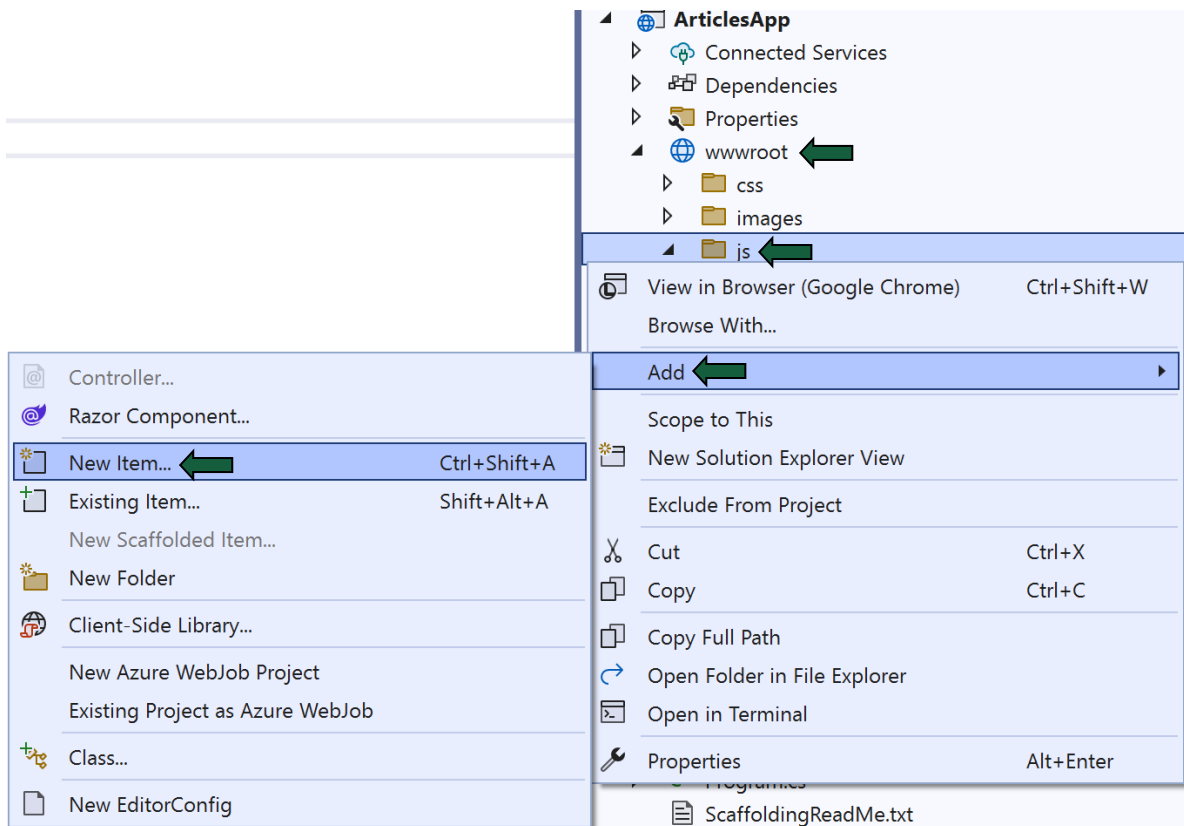 ArticlesApp
Connected Services
Dependencies
Properties
wwwroot
css
images
js
View in Browser (Google Chrome) Ctrl+Shift+W
Browse With...
Add
Scope to This
New Solution Explorer View
Exclude From Project
Cut Ctrl+X
Copy Ctrl+C
Copy Full Path
Open Folder in File Explorer
Open in Terminal
Properties Alt+Enter
Controller...
Razor Component...
New Item... Ctrl+Shift+A
Existing Item... Shift+Alt+A
New Scaffolded Item...
New Folder
Client-Side Library...
New Azure WebJob Project
Existing Project as Azure WebJob
Class...
New EditorConfig
Program.cs
ScaffoldingReadMe.txt